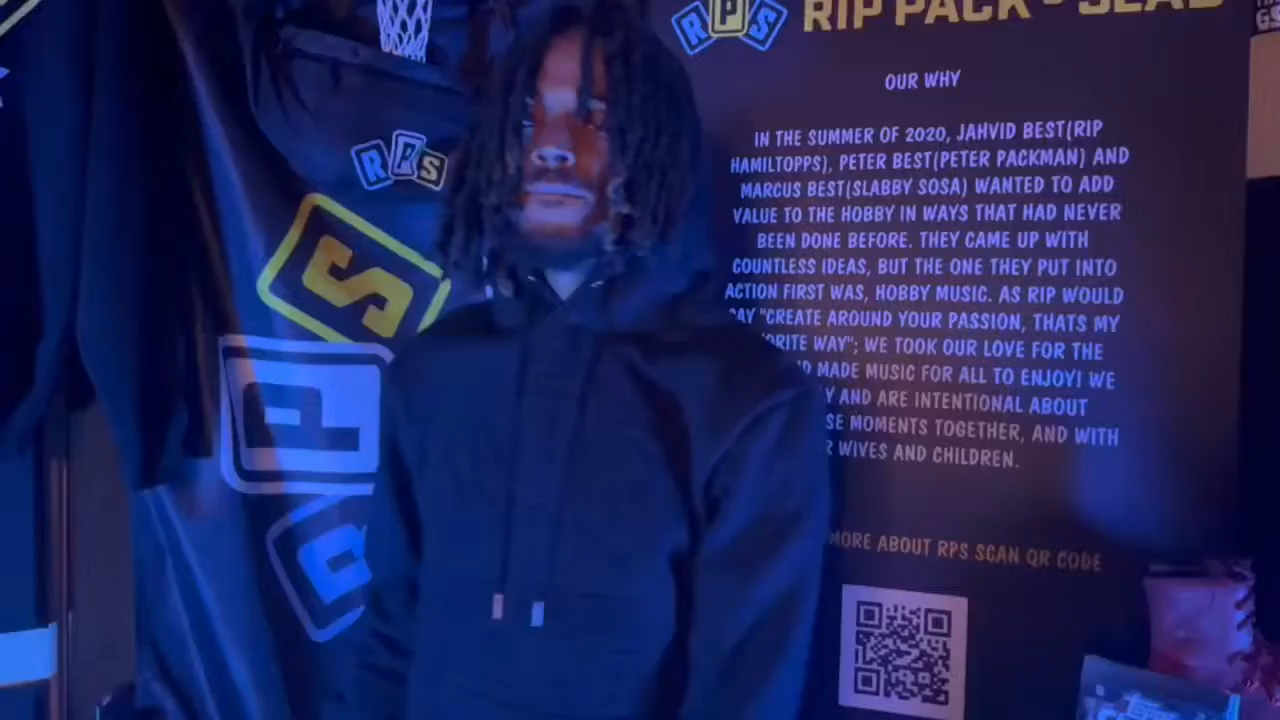 RPS
RIP PACK
OUR WHY
IN THE SUMMER OF 2020, JAHVID BEST(RIP
HAMILTOPPS), PETER BEST(PETER PACKMAN) AND
MARCUS BEST(SLABBY SOSA) WANTED TO ADD
VALUE TO THE HOBBY IN WAYS THAT HAD NEVER
BEEN DONE BEFORE. THEY CAME UP WITH
COUNTLESS IDEAS, BUT THE ONE THEY PUT INTO
ACTION FIRST WAS, HOBBY MUSIC. AS RIP WOULD
"CREATE AROUND YOUR PASSION, THATS MY
WAY"; WE TOOK OUR LOVE FOR THE
MADE MUSIC FOR ALL TO ENJOY! WE
AND ARE INTENTIONAL ABOUT
MOMENTS TOGETHER, AND WITH
WIVES AND CHILDREN.
MORE ABOUT RPS SCAN QR CODE
RPS
S
P
R